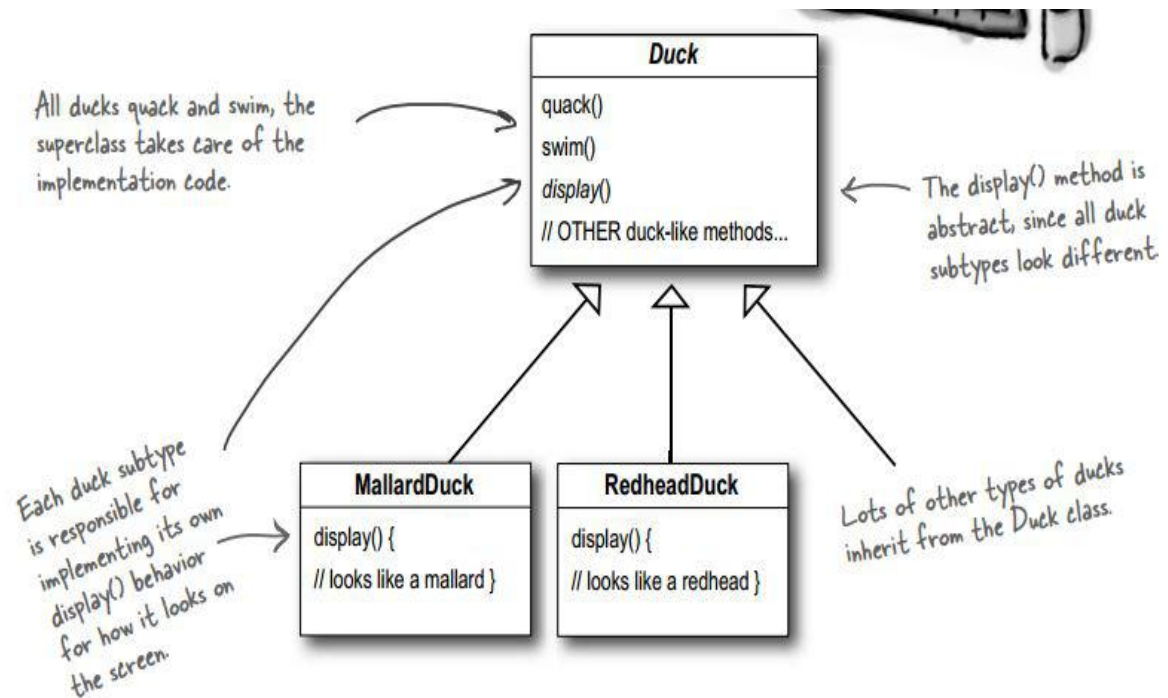 Duck
quack()
swim()
display()
// OTHER duck-like methods...
All ducks quack and swim, the
superclass takes care of the
implementation code.
The display() method is
abstract, since all duck
subtypes look different.
Each duck subtype
is responsible for
implementing its own
display() behavior
for how it looks on
the screen.
MallardDuck
display() {
// looks like a mallard }
RedheadDuck
display() {
// looks like a redhead }
Lots of other types of ducks
inherit from the Duck class.